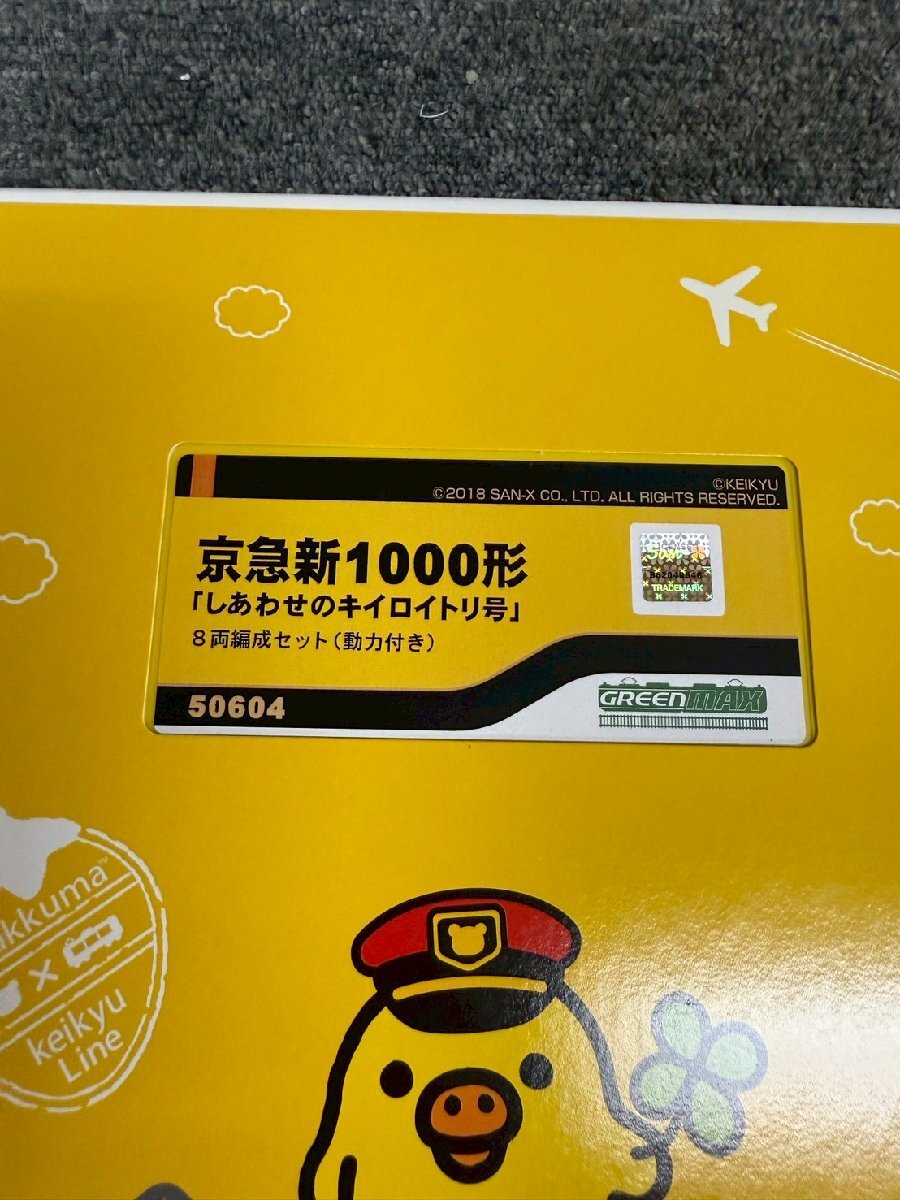 ©KEIKYU
©2018 SAN-X CO., LTD. ALL RIGHTS RESERVED.
京急新1000形
「しあわせのキイロイトリ号」
8両編成セット(動力付き)
San-X
TRADEMARK
50604
GREENMAX
kkuma™
×
keikyu
Line